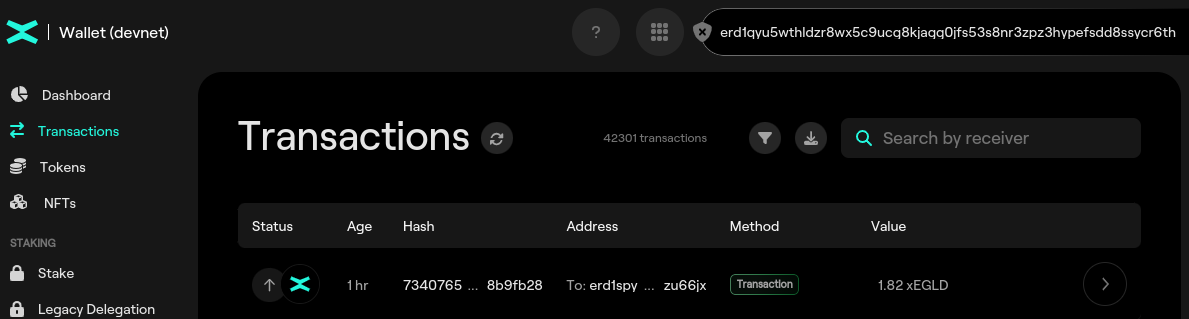 Wallet (devnet)
?
erd1qyu5wthldzr8wx5c9ucg8kjagg0jfs53s8nr3zpz3hypefsdd8ssycr6th
Dashboard
Transactions
Tokens
NFTs
STAKING
Stake
Legacy Delegation
Transactions
42301 transactions
Search by receiver
Status Age Hash Address Method Value
1 hr 7340765 ... 8b9fb28 To: erd1spy ... zu66jx Transaction 1.82 xEGLD